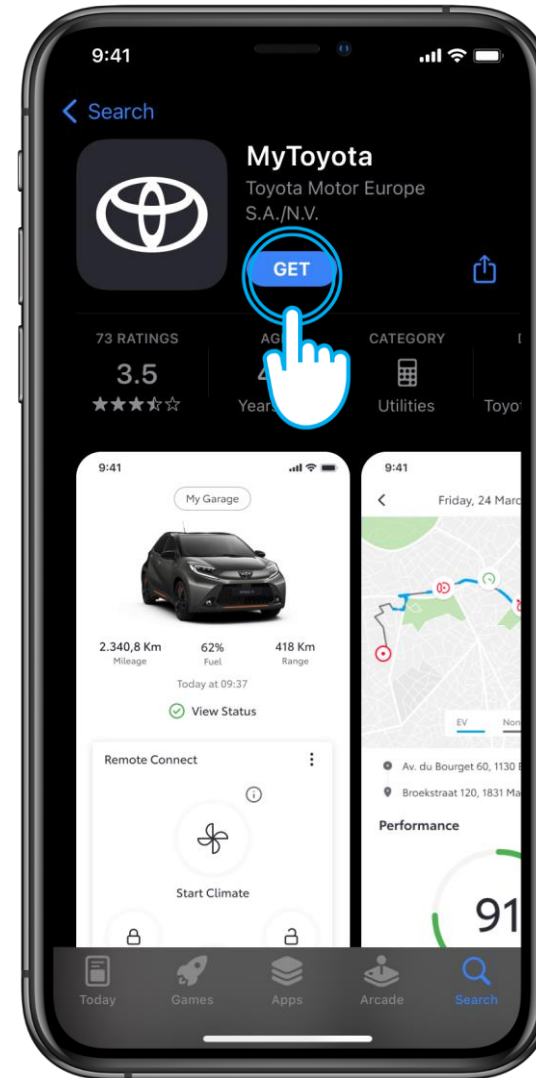 9:41
Search
MyToyota
Toyota Motor Europe
S.A./N.V.
GET
73 RATINGS
CATEGORY
3.5
Utilities
9:41
My Garage
2.340,8 Km
62%
418 Km
Mileage
Fuel
Range
Today at 09:37
View Status
Remote Connect
Start Climate
9:41
Friday, 24
EV
Av. du Bourget 60, 1130
Broekstraat 120, 1831
Performance
91
Today
Games
Apps
Arcade
Search